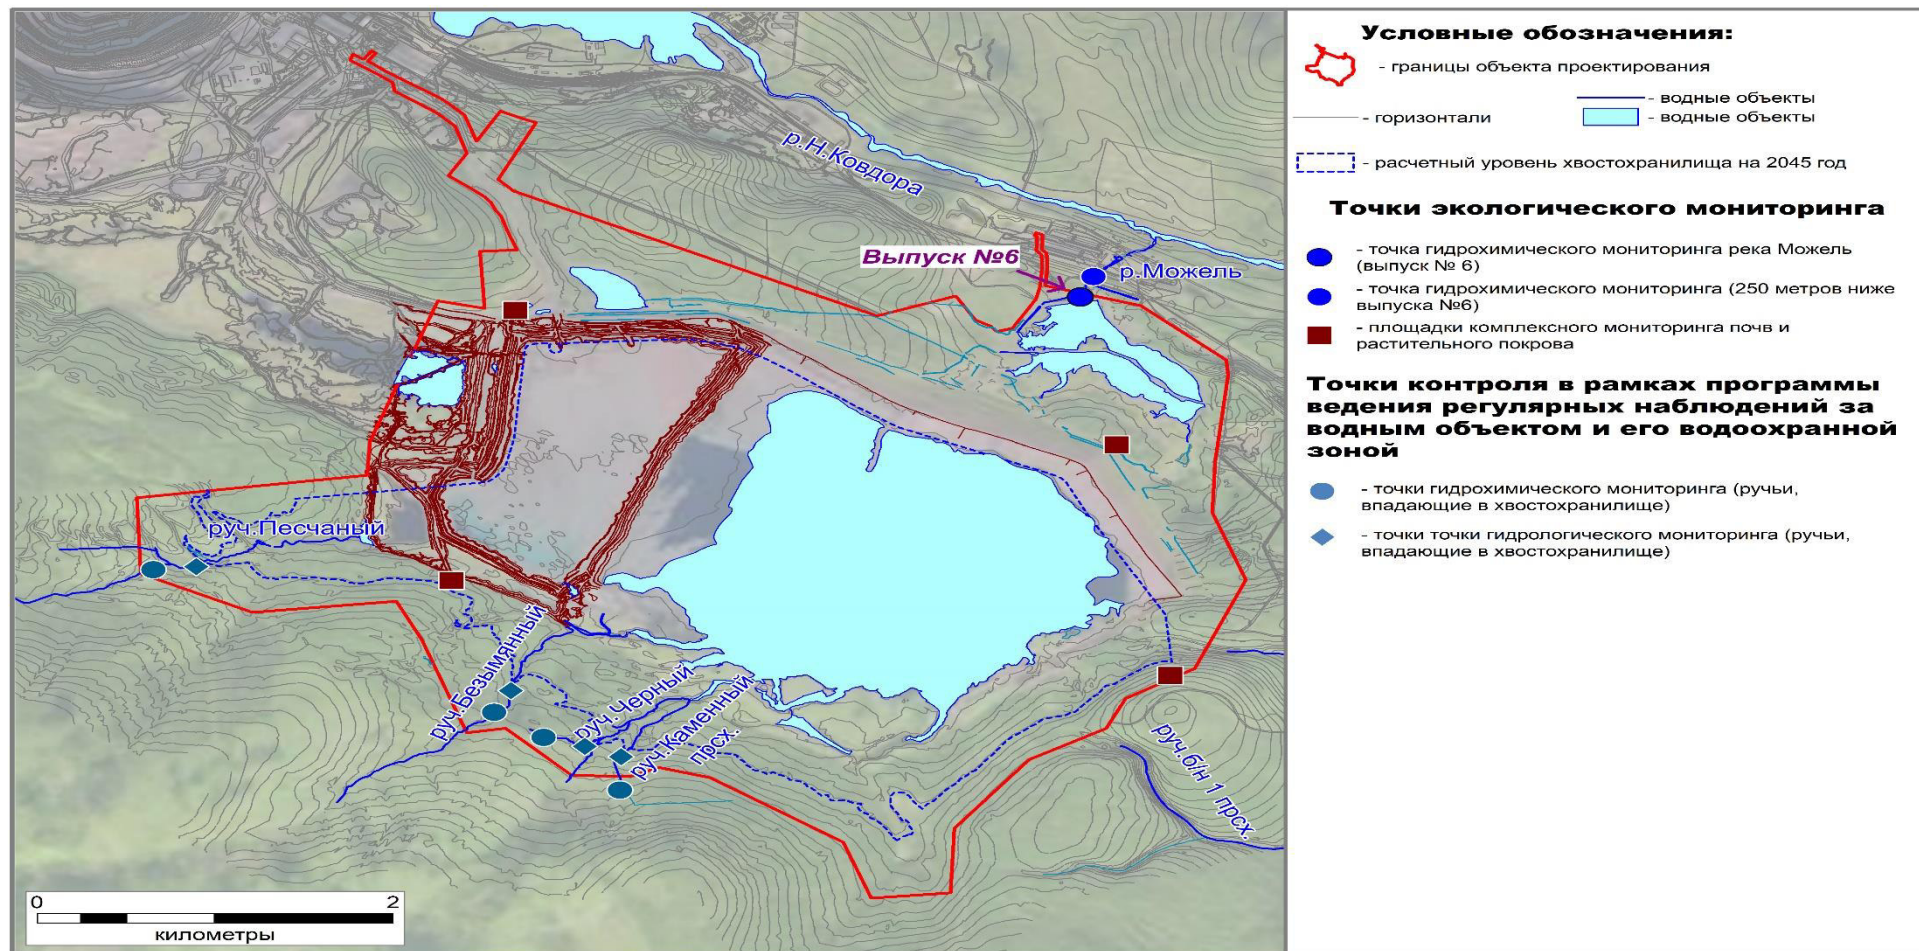 р.Н.Ковдора
Выпуск №6
р.Можель
руч.Песчаный
руч.Безымянный
руч.Черный
руч.Каменный
прсх.
руч.б/н 1 прсх.
0 2
километры
Условные обозначения:
- границы объекта проектирования
- горизонтали
- водные объекты
- водные объекты
- расчетный уровень хвостохранилища на 2045 год
Точки экологического мониторинга
- точка гидрохимического мониторинга река Можель
(выпуск № 6)
- точка гидрохимического мониторинга (250 метров ниже
выпуска №6)
- площадки комплексного мониторинга почв и
растительного покрова
Точки контроля в рамках программы
ведения регулярных наблюдений за
водным объектом и его водоохранной
зоной
- точки гидрохимического мониторинга (ручьи,
впадающие в хвостохранилище)
- точки точки гидрологического мониторинга (ручьи,
впадающие в хвостохранилище)